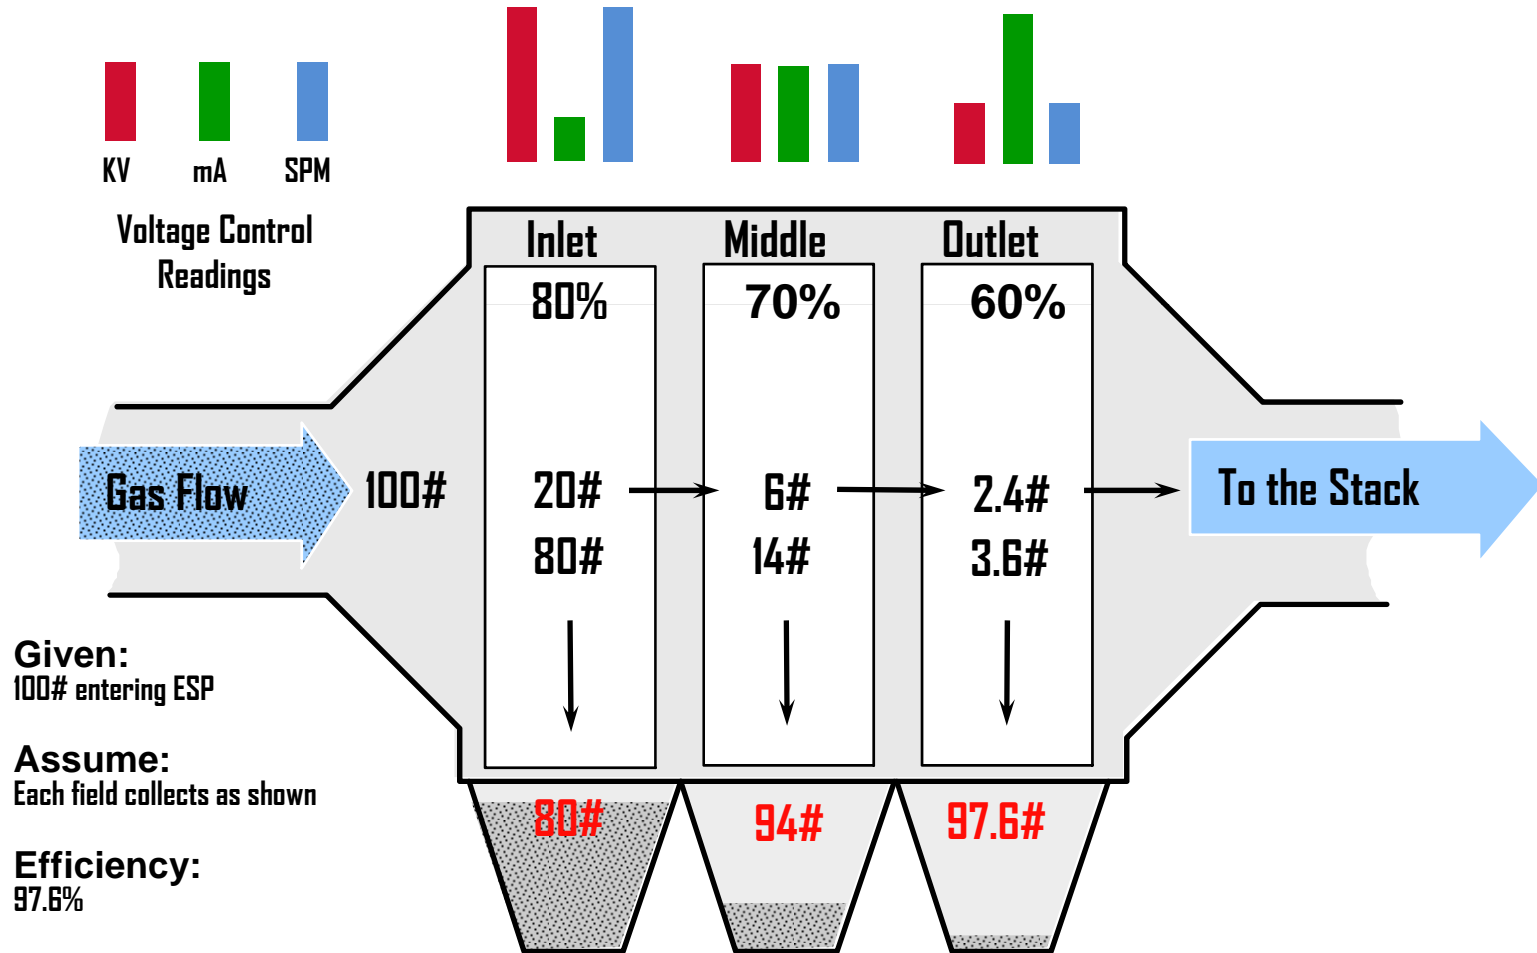 KV mA SPM
Voltage Control
Readings
Inlet Middle Outlet
80% 70% 60%
Gas Flow 100# 20# 6# 2.4# To the Stack
80# 14# 3.6#
Given:
100# entering ESP
Assume:
Each field collects as shown
80# 94# 97.6#
Efficiency:
97.6%